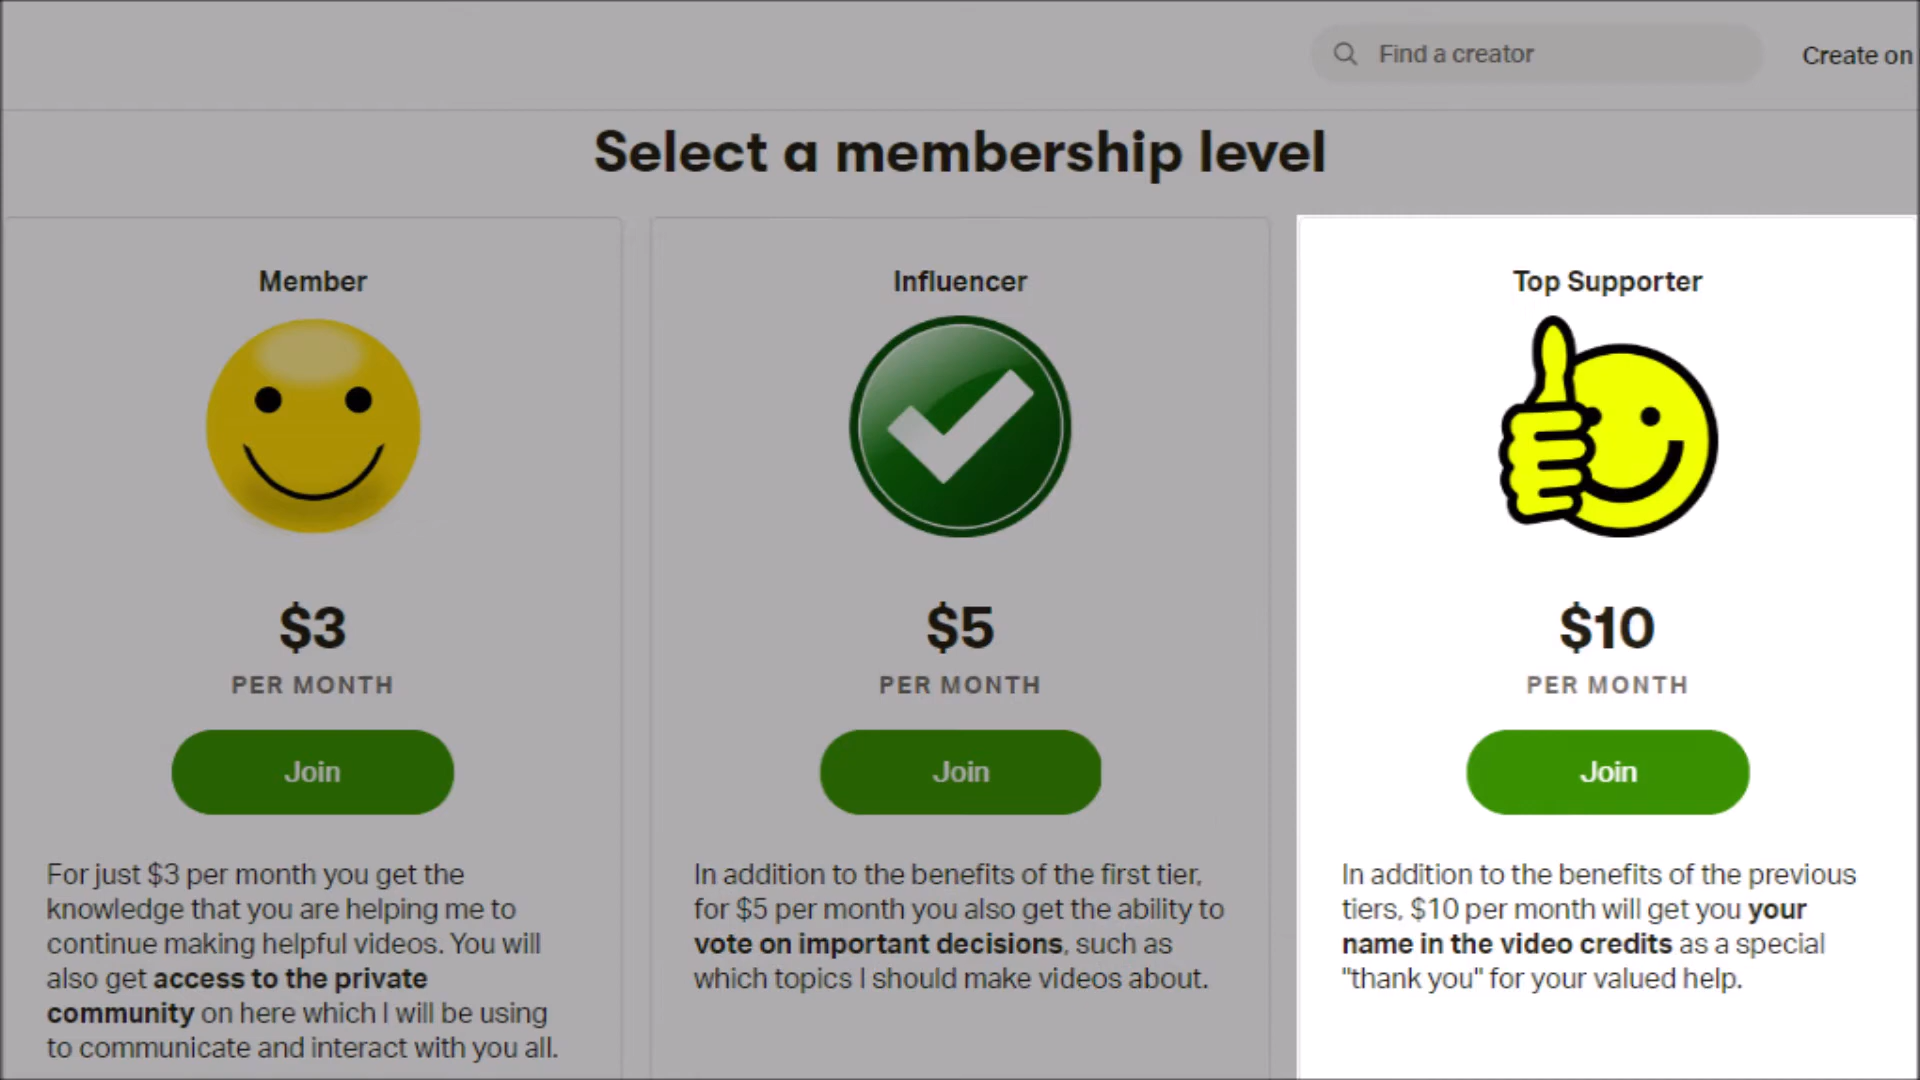 Find a creator
Create on
Select a membership level
Member
$3
PER MONTH
Join
For just $3 per month you get the
knowledge that you are helping me to
continue making helpful videos. You will
also get access to the private
community on here which I will be using
to communicate and interact with you all.
Influencer
$5
PER MONTH
Join
In addition to the benefits of the first tier,
for $5 per month you also get the ability to
vote on important decisions, such as
which topics I should make videos about.
Top Supporter
$10
PER MONTH
Join
In addition to the benefits of the previous
tiers, $10 per month will get you your
name in the video credits as a special
"thank you" for your valued help.